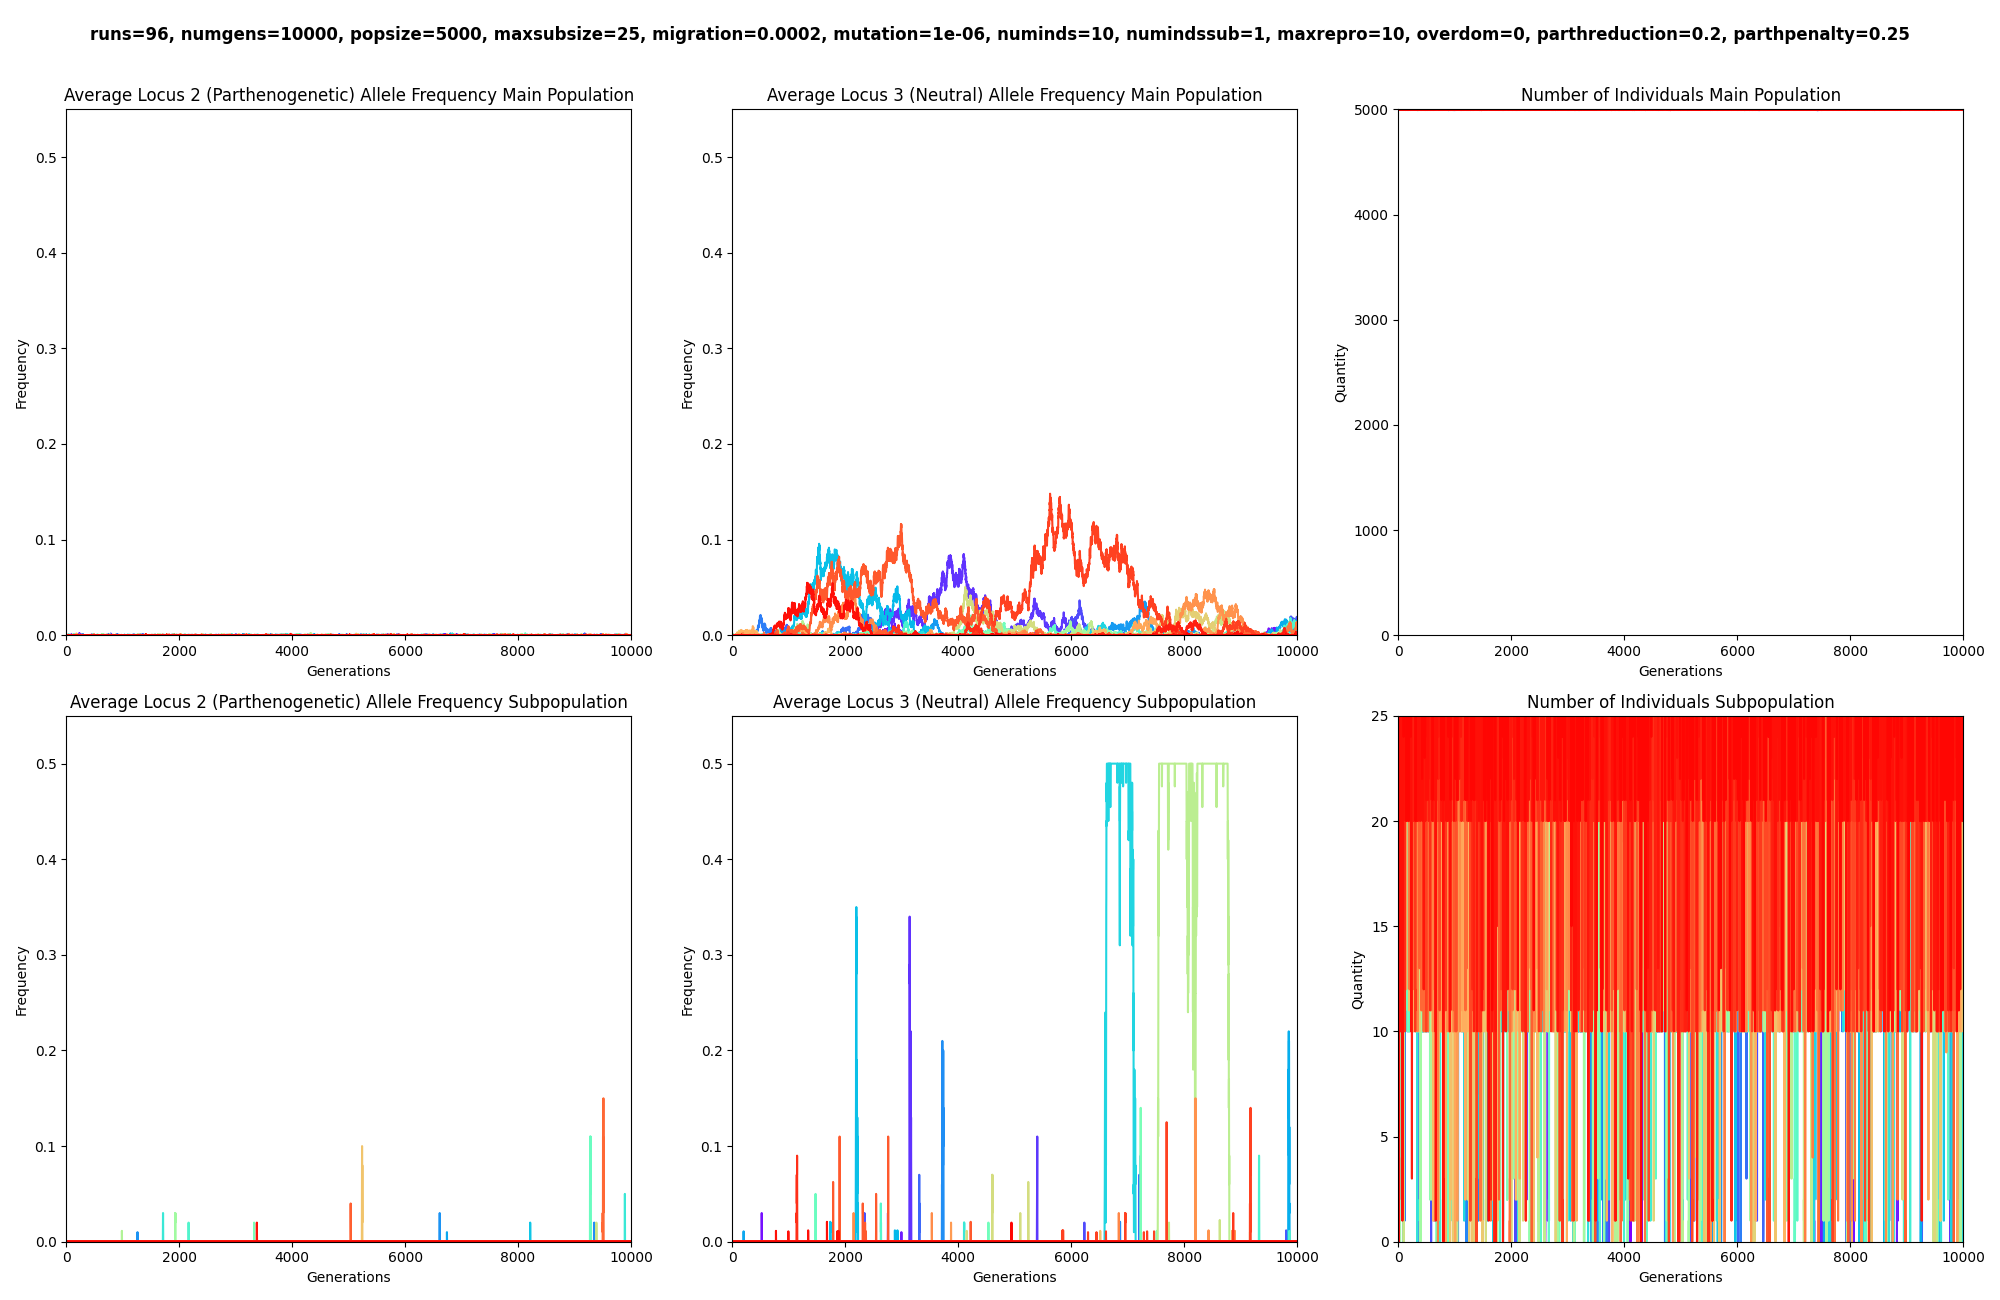 runs=96, numgens=10000, popsize=5000, maxsubsize=25, migration=0.0002, mutation=1e-06, numinds=10, numindssub=1, maxrepro=10, overdom=0, parthreduction=0.2, parthpenalty=0.25
Average Locus 2 (Parthenogenetic) Allele Frequency Main Population
Frequency
0.5
0.4
0.3
0.2
0.1
0.0
0 2000 4000 6000 8000 10000
Generations
Average Locus 3 (Neutral) Allele Frequency Main Population
Frequency
0.5
0.4
0.3
0.2
0.1
0.0
0 2000 4000 6000 8000 10000
Generations
Number of Individuals Main Population
Quantity
5000
4000
3000
2000
1000
0
0 2000 4000 6000 8000 10000
Generations
Average Locus 2 (Parthenogenetic) Allele Frequency Subpopulation
Frequency
0.5
0.4
0.3
0.2
0.1
0.0
0 2000 4000 6000 8000 10000
Generations
Average Locus 3 (Neutral) Allele Frequency Subpopulation
Frequency
0.5
0.4
0.3
0.2
0.1
0.0
0 2000 4000 6000 8000 10000
Generations
Number of Individuals Subpopulation
Quantity
25
20
15
10
5
0
0 2000 4000 6000 8000 10000
Generations